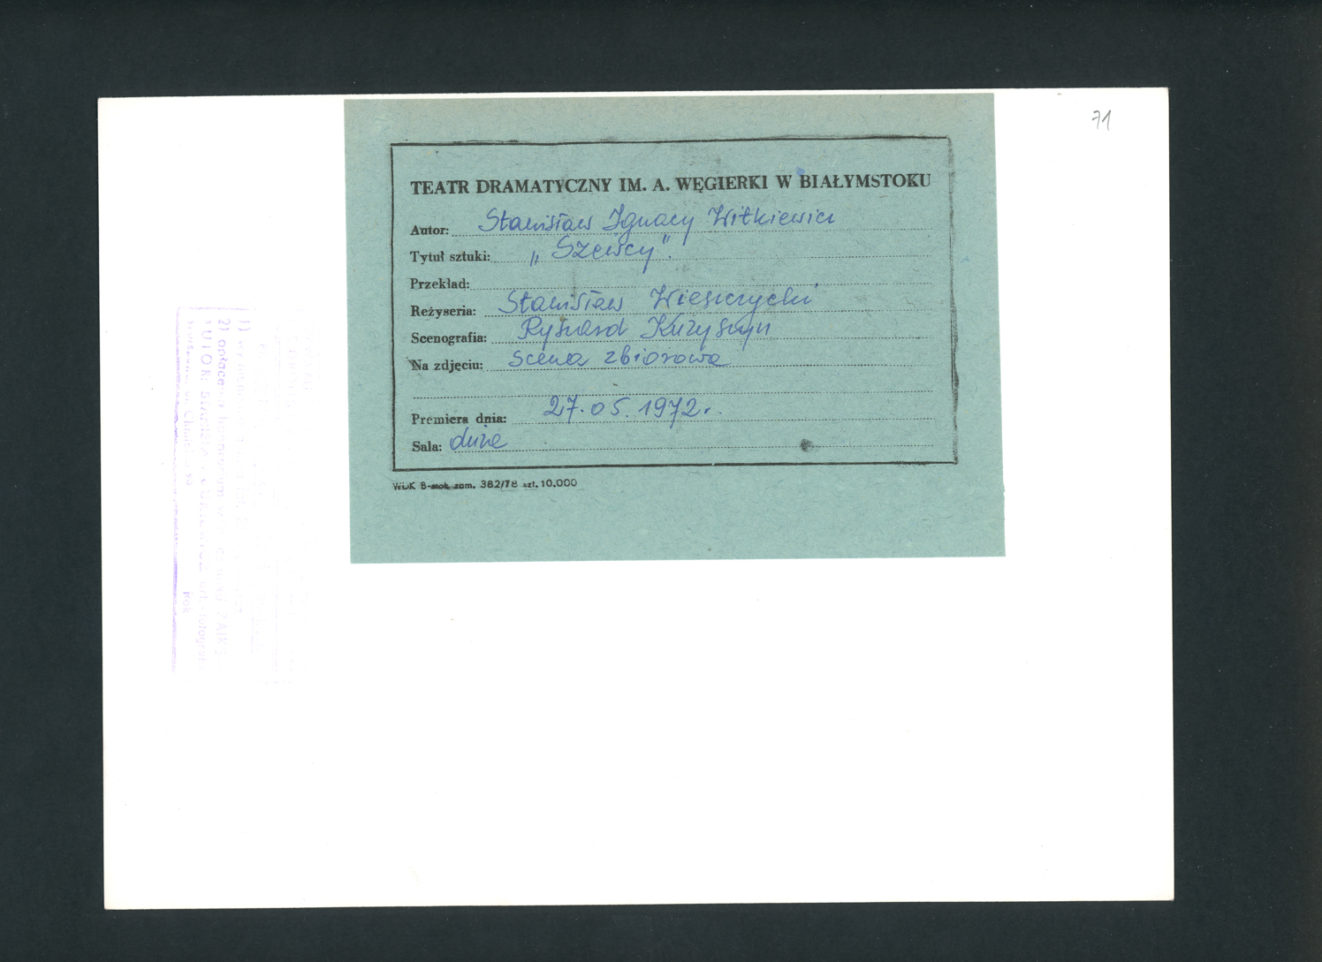 71
TEATR DRAMATYCZNY IM. A. WĘGIERKI W BIAŁYMSTOKU
Autor: Stanisław Ignacy Witkiewicz
Tytuł sztuki: „Szewcy”.
Przekład:
Reżyseria: Stanisław Wieszczycki
Scenografia: Ryszard Kuzyszyn
Na zdjęciu: scena zbiorowa
Premiera dnia: 27.05.1972.
Sala: duża
WDK B-stok zam. 382/78 szt. 10.000